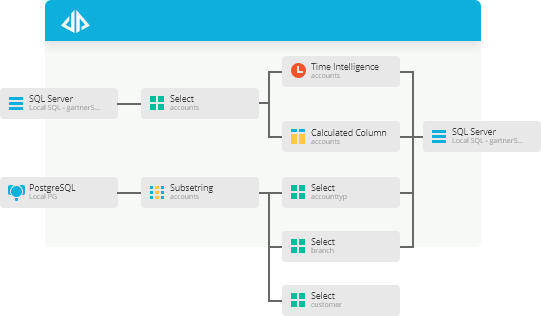 Time Intelligence
accounts
SQL Server
Local SQL - gartnerS...
Select
accounts
Calculated Column
accounts
SQL Server
Local SQL - gartnerS...
PostgreSQL
Local PG
Subsetring
accounts
Select
accounttyp
Select
branch
Select
customer